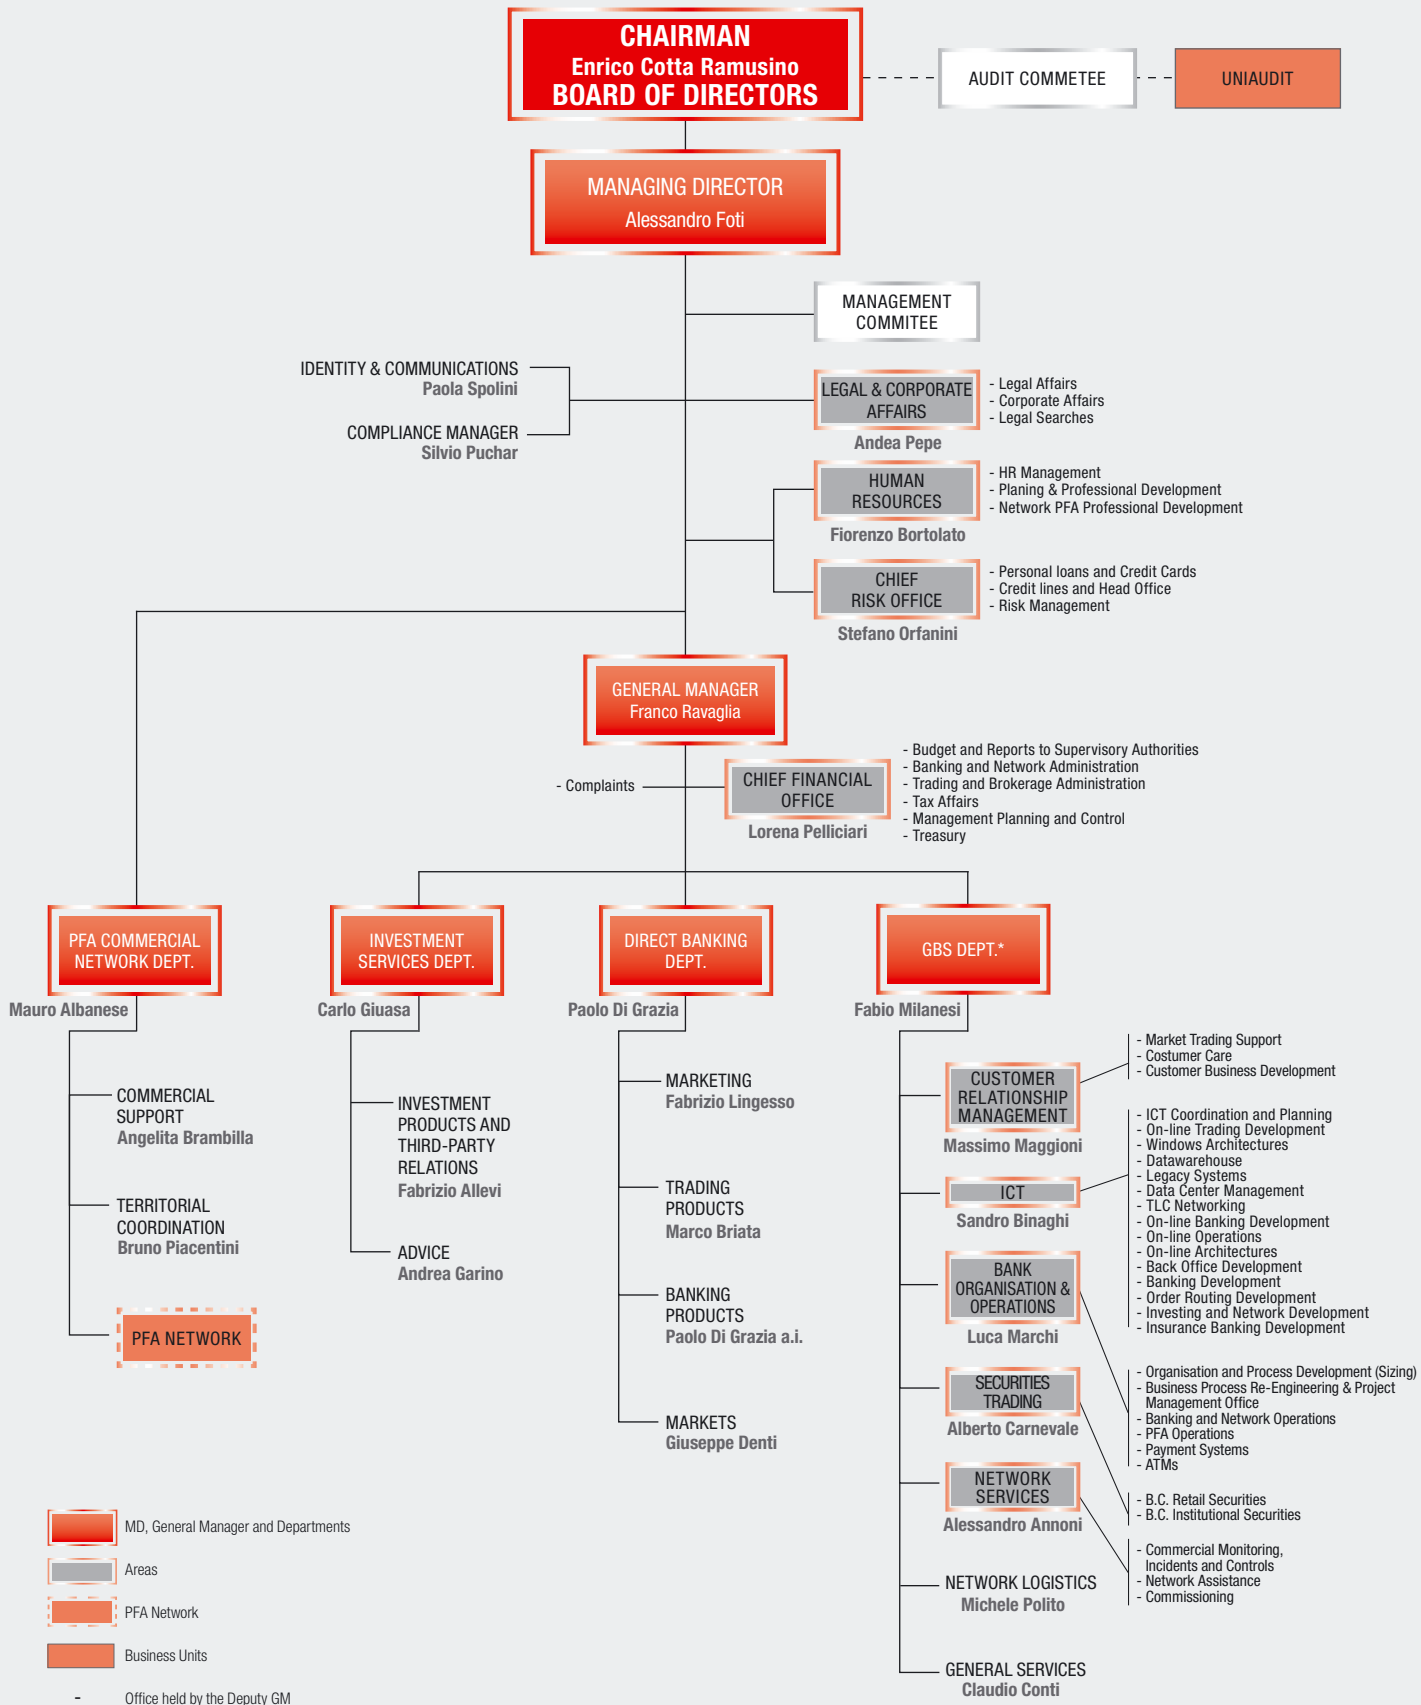 CHAIRMAN
Enrico Cotta Ramusino
BOARD OF DIRECTORS
AUDIT COMMETEE
UNIAUDIT
MANAGING DIRECTOR
Alessandro Foti
MANAGEMENT
COMMITEE
IDENTITY & COMMUNICATIONS
Paola Spolini
COMPLIANCE MANAGER
Silvio Puchar
LEGAL & CORPORATE
AFFAIRS
Andea Pepe
- Legal Affairs
- Corporate Affairs
- Legal Searches
HUMAN
RESOURCES
Fiorenzo Bortolato
- HR Management
- Planing & Professional Development
- Network PFA Professional Development
CHIEF
RISK OFFICE
Stefano Orfanini
- Personal loans and Credit Cards
- Credit lines and Head Office
- Risk Management
GENERAL MANAGER
Franco Ravaglia
- Complaints
CHIEF FINANCIAL
OFFICE
Lorena Pelliciari
- Budget and Reports to Supervisory Authorities
- Banking and Network Administration
- Trading and Brokerage Administration
- Tax Affairs
- Management Planning and Control
- Treasury
PFA COMMERCIAL
NETWORK DEPT.
Mauro Albanese
COMMERCIAL
SUPPORT
Angelita Brambilla
TERRITORIAL
COORDINATION
Bruno Piacentini
PFA NETWORK
INVESTMENT
SERVICES DEPT.
Carlo Giuasa
INVESTMENT
PRODUCTS AND
THIRD-PARTY
RELATIONS
Fabrizio Allevi
ADVICE
Andrea Garino
DIRECT BANKING
DEPT.
Paolo Di Grazia
MARKETING
Fabrizio Lingesso
TRADING
PRODUCTS
Marco Briata
BANKING
PRODUCTS
Paolo Di Grazia a.i.
MARKETS
Giuseppe Denti
GBS DEPT.*
Fabio Milanesi
CUSTOMER
RELATIONSHIP
MANAGEMENT
Massimo Maggioni
- Market Trading Support
- Costumer Care
- Customer Business Development
ICT
Sandro Binaghi
- ICT Coordination and Planning
- On-line Trading Development
- Windows Architectures
- Datawarehouse
- Legacy Systems
- Data Center Management
- TLC Networking
- On-line Banking Development
- On-line Operations
- On-line Architectures
- Back Office Development
- Banking Development
- Order Routing Development
- Investing and Network Development
- Insurance Banking Development
BANK
ORGANISATION &
OPERATIONS
Luca Marchi
- Organisation and Process Development (Sizing)
- Business Process Re-Engineering & Project
Management Office
- Banking and Network Operations
- PFA Operations
- Payment Systems
- ATMs
SECURITIES
TRADING
Alberto Carnevale
- B.C. Retail Securities
- B.C. Institutional Securities
NETWORK
SERVICES
Alessandro Annoni
- Commercial Monitoring,
Incidents and Controls
- Network Assistance
- Commissioning
NETWORK LOGISTICS
Michele Polito
GENERAL SERVICES
Claudio Conti
MD, General Manager and Departments
Areas
PFA Network
Business Units
- Office held by the Deputy GM